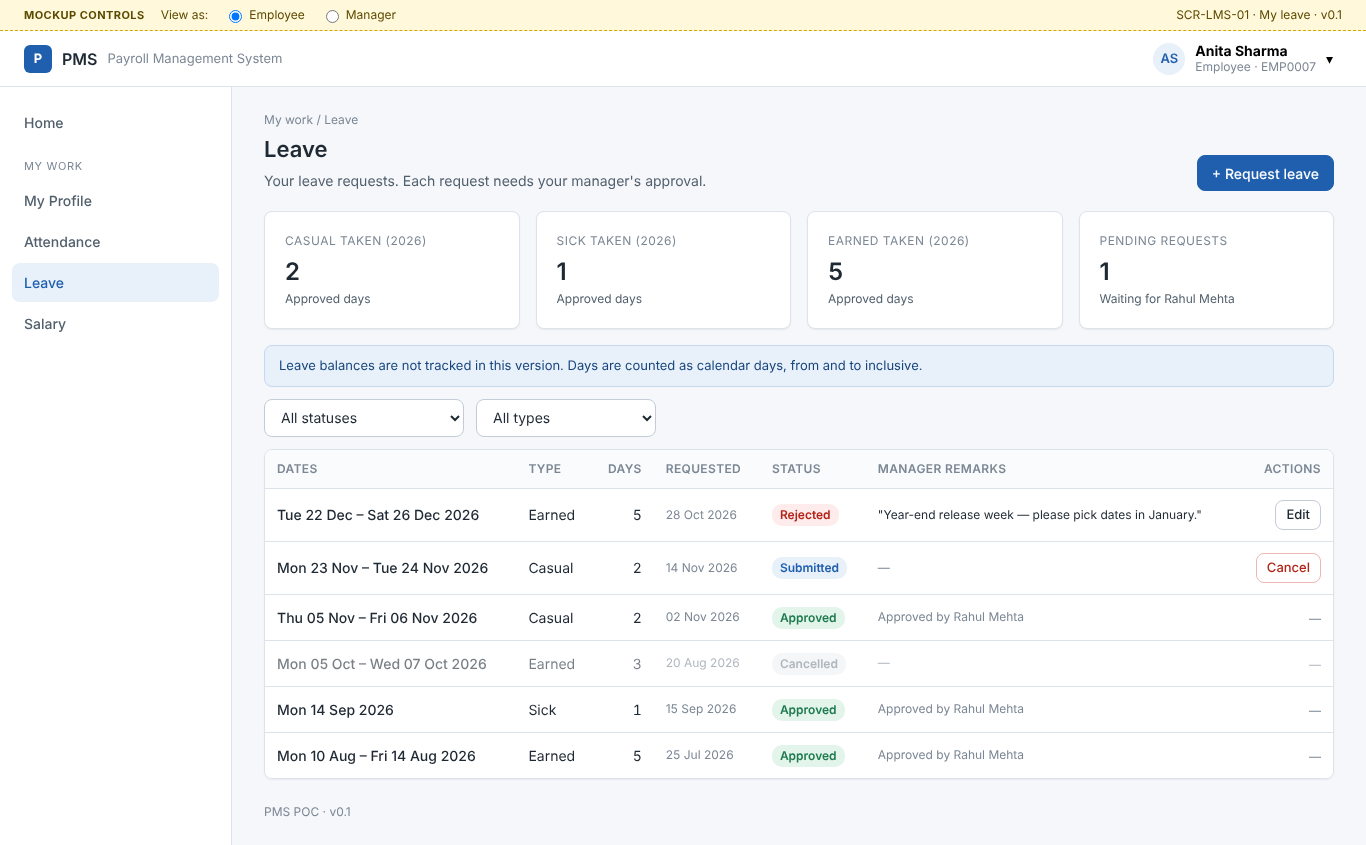 MOCKUP CONTROLS View as: Employee Manager SCR-LMS-01 · My leave · v0.1
P PMS Payroll Management System AS Anita Sharma ▼
Employee · EMP0007
Home
MY WORK
My Profile
Attendance
Leave
Salary
My work / Leave
Leave
Your leave requests. Each request needs your manager's approval.
+ Request leave
CASUAL TAKEN (2026)
2
Approved days
SICK TAKEN (2026)
1
Approved days
EARNED TAKEN (2026)
5
Approved days
PENDING REQUESTS
1
Waiting for Rahul Mehta
Leave balances are not tracked in this version. Days are counted as calendar days, from and to inclusive.
All statuses All types
DATES TYPE DAYS REQUESTED STATUS MANAGER REMARKS ACTIONS
Tue 22 Dec – Sat 26 Dec 2026 Earned 5 28 Oct 2026 Rejected "Year-end release week — please pick dates in January." Edit
Mon 23 Nov – Tue 24 Nov 2026 Casual 2 14 Nov 2026 Submitted — Cancel
Thu 05 Nov – Fri 06 Nov 2026 Casual 2 02 Nov 2026 Approved Approved by Rahul Mehta —
Mon 05 Oct – Wed 07 Oct 2026 Earned 3 20 Aug 2026 Cancelled — —
Mon 14 Sep 2026 Sick 1 15 Sep 2026 Approved Approved by Rahul Mehta —
Mon 10 Aug – Fri 14 Aug 2026 Earned 5 25 Jul 2026 Approved Approved by Rahul Mehta —
PMS POC · v0.1